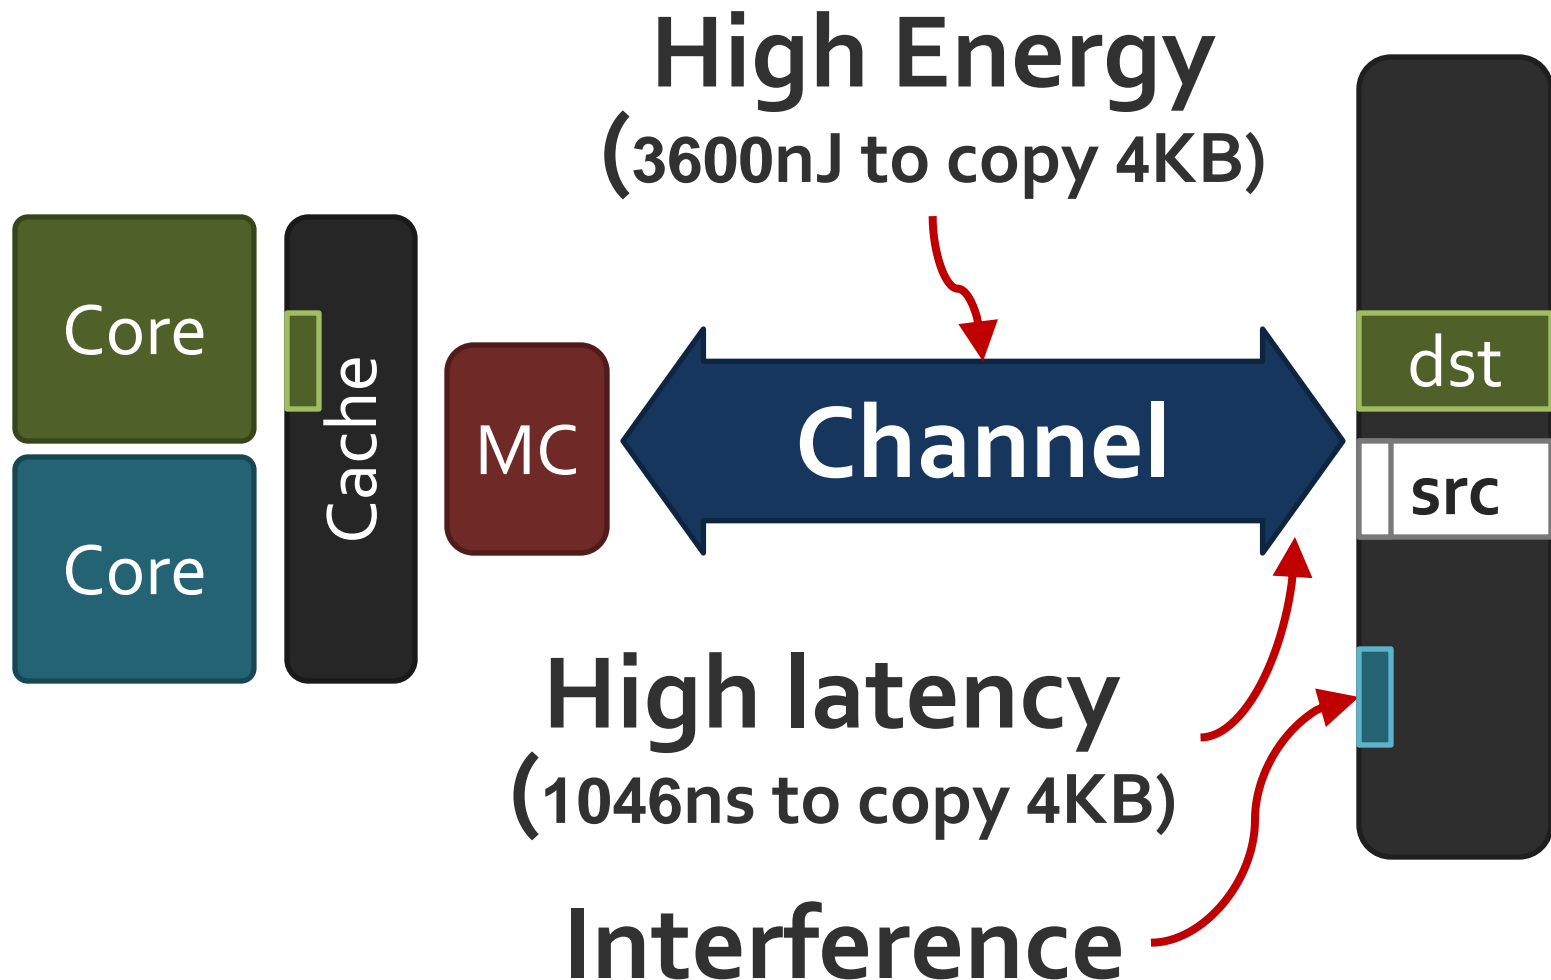 High Energy
(3600nJ to copy 4KB)
Core
Cache
MC
Channel
dst
src
Core
High latency
(1046ns to copy 4KB)
Interference